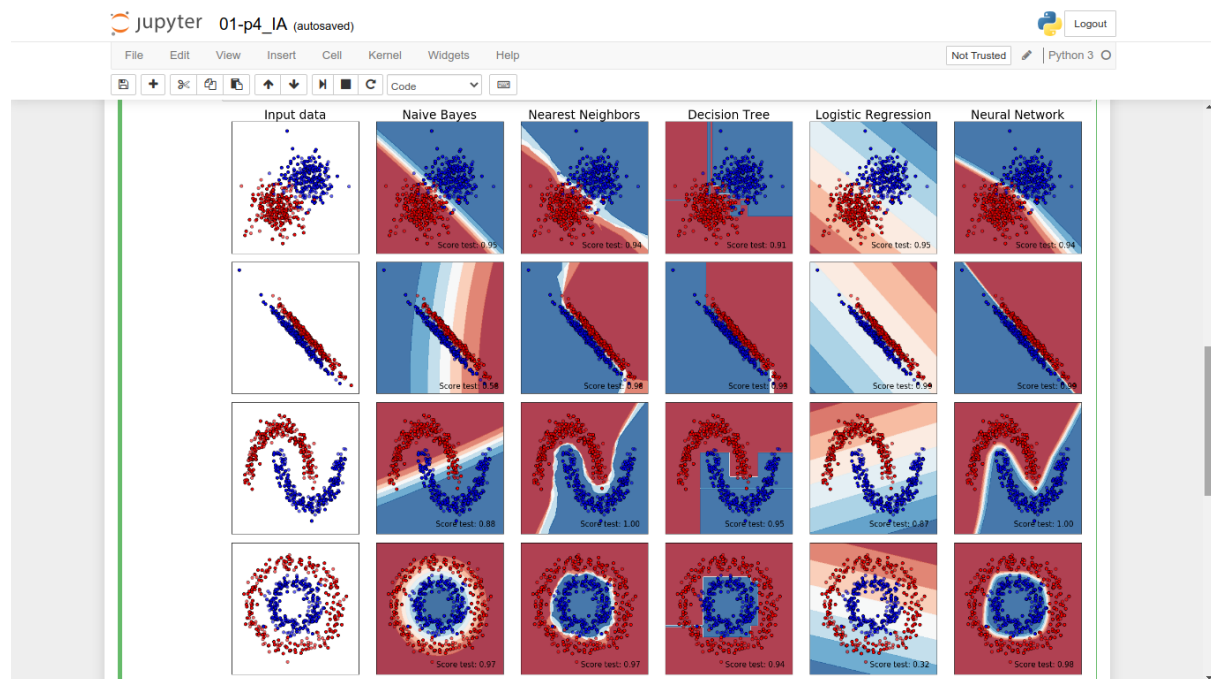 jupyter 01-p4_IA (autosaved) Logout
File Edit View Insert Cell Kernel Widgets Help Not Trusted Python 3
Code
Input data Naive Bayes Nearest Neighbors Decision Tree Logistic Regression Neural Network
Score test: 0.95 Score test: 0.94 Score test: 0.91 Score test: 0.95 Score test: 0.94
Score test: 0.58 Score test: 0.98 Score test: 0.99 Score test: 0.99 Score test: 0.99
Score test: 0.88 Score test: 1.00 Score test: 0.95 Score test: 0.87 Score test: 1.00
Score test: 0.97 Score test: 0.97 Score test: 0.94 Score test: 0.32 Score test: 0.98